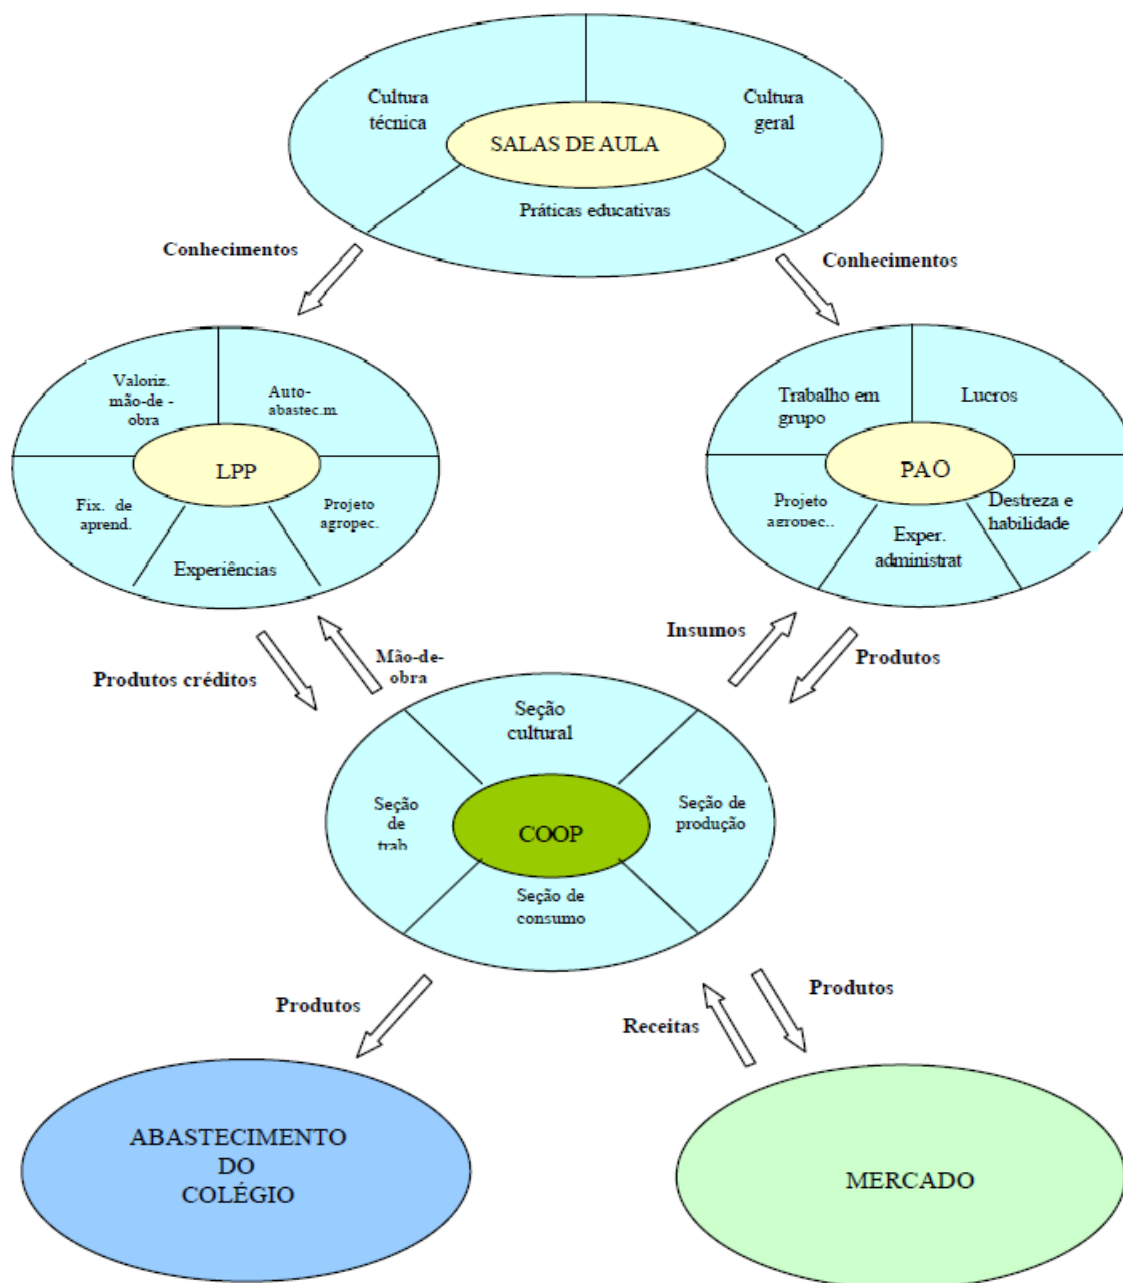 Cultura
técnica
Cultura
geral
SALAS DE AULA
Práticas educativas
Conhecimentos
Conhecimentos
Valoriz.
mão-de -
obra
Auto-
abastec.m.
LPP
Fix. de
aprend.
Projeto
agropec.
Experiências
Trabalho em
grupo
Lucros
PAO
Projeto
agropec..
Destreza e
habilidade
Exper.
administrat
Produtos créditos
Mão-de-
obra
Insumos
Produtos
Seção
cultural
Seção
de
trab
COOP
Seção de
produção
Seção de
consumo
Produtos
Receitas
Produtos
ABASTECIMENTO
DO
COLÉGIO
MERCADO